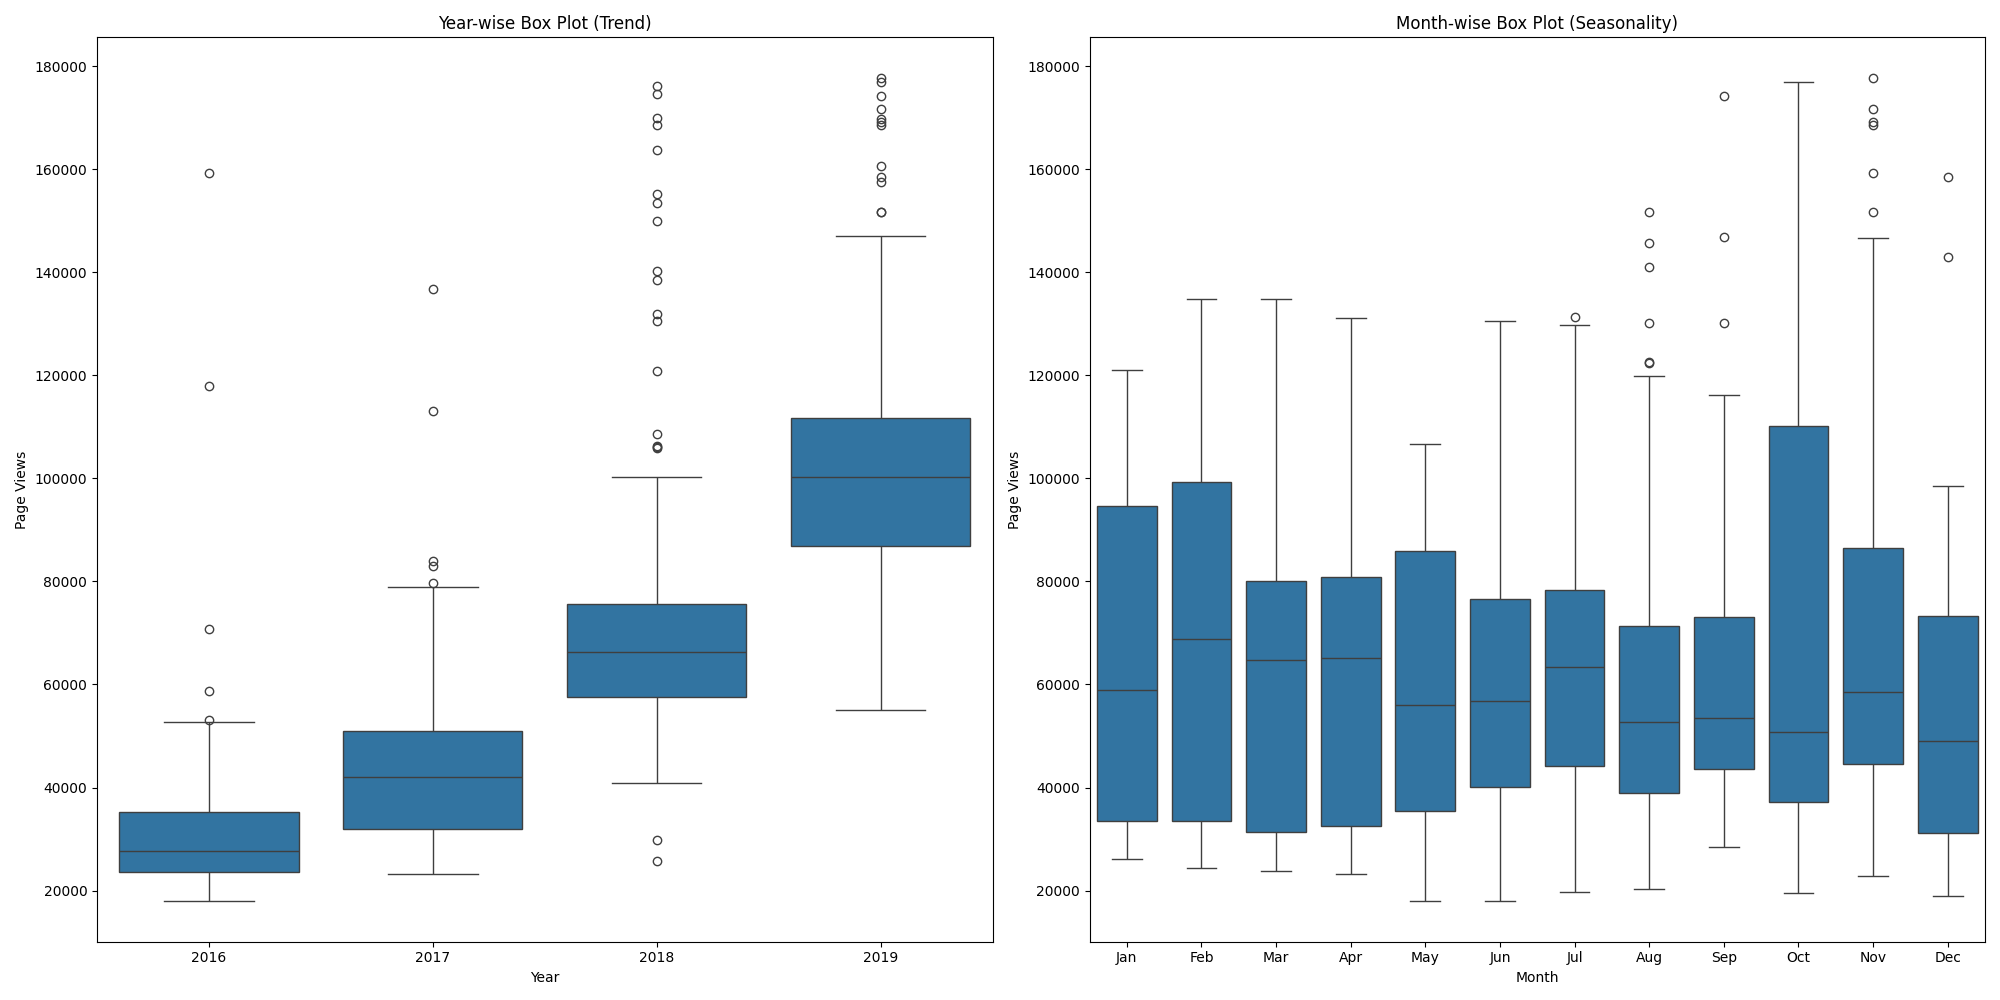 Year-wise Box Plot (Trend)
Page Views
180000
160000
140000
120000
100000
80000
60000
40000
20000
2016 2017 2018 2019
Year
Month-wise Box Plot (Seasonality)
Page Views
180000
160000
140000
120000
100000
80000
60000
40000
20000
Jan Feb Mar Apr May Jun Jul Aug Sep Oct Nov Dec
Month